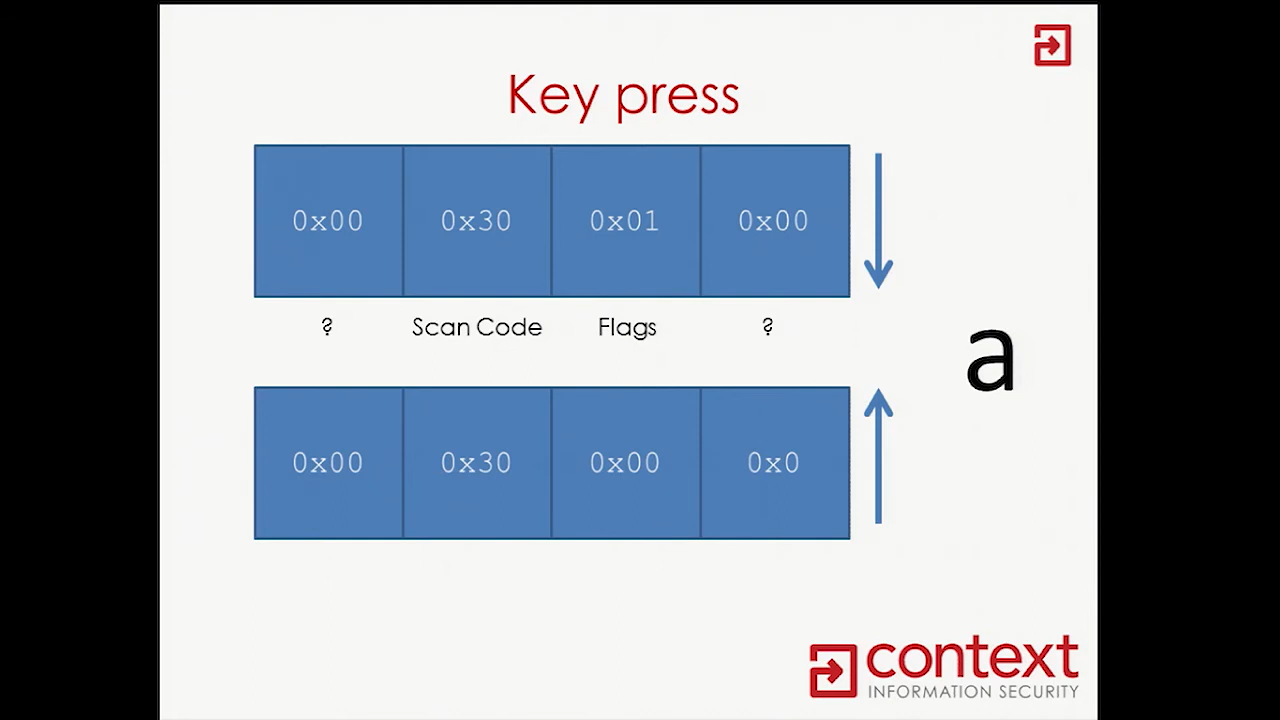 Key press
0x00 0x30 0x01 0x00
? Scan Code Flags ?
a
0x00 0x30 0x00 0x0
context
INFORMATION SECURITY